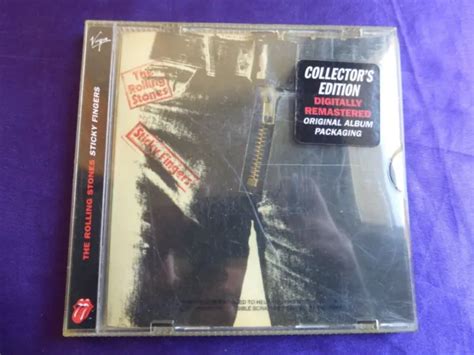 Virgin
THE ROLLING STONES STICKY FINGERS
The
Rolling
Stones
Sticky Fingers
COLLECTOR'S
EDITION
DIGITALLY
REMASTERED
ORIGINAL ALBUM
PACKAGING